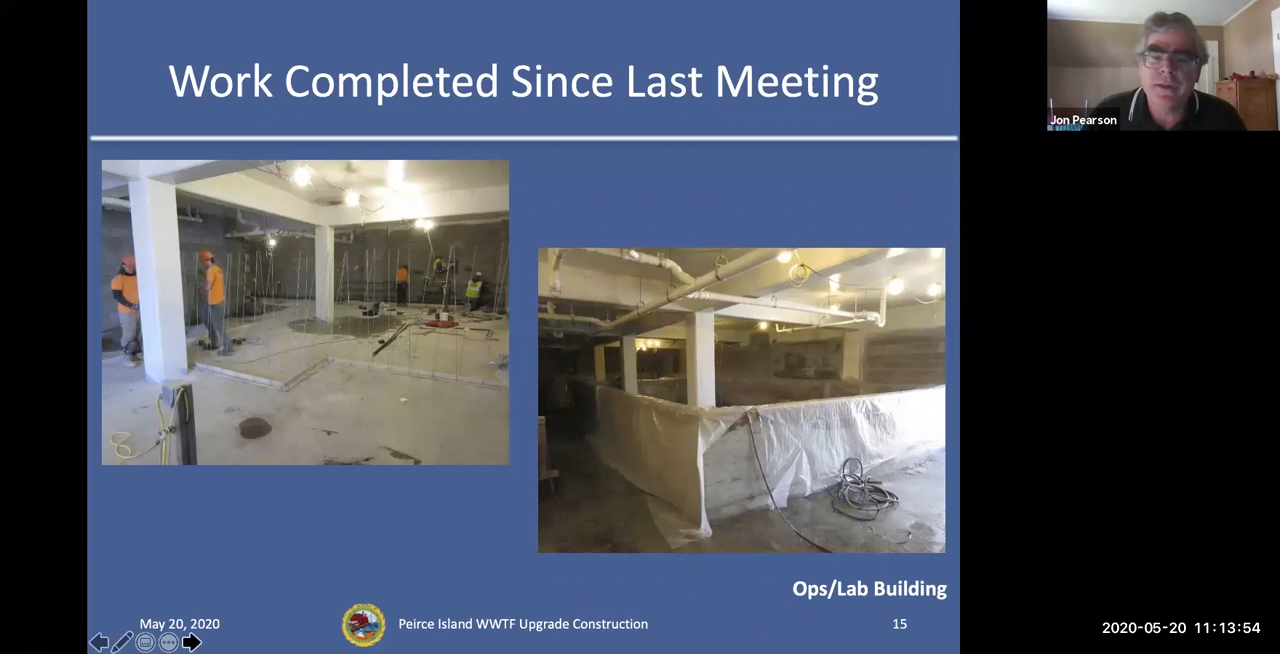 Work Completed Since Last Meeting
Jon Pearson
Ops/Lab Building
May 20, 2020
Peirce Island WWTF Upgrade Construction
15
2020-05-20 11:13:54